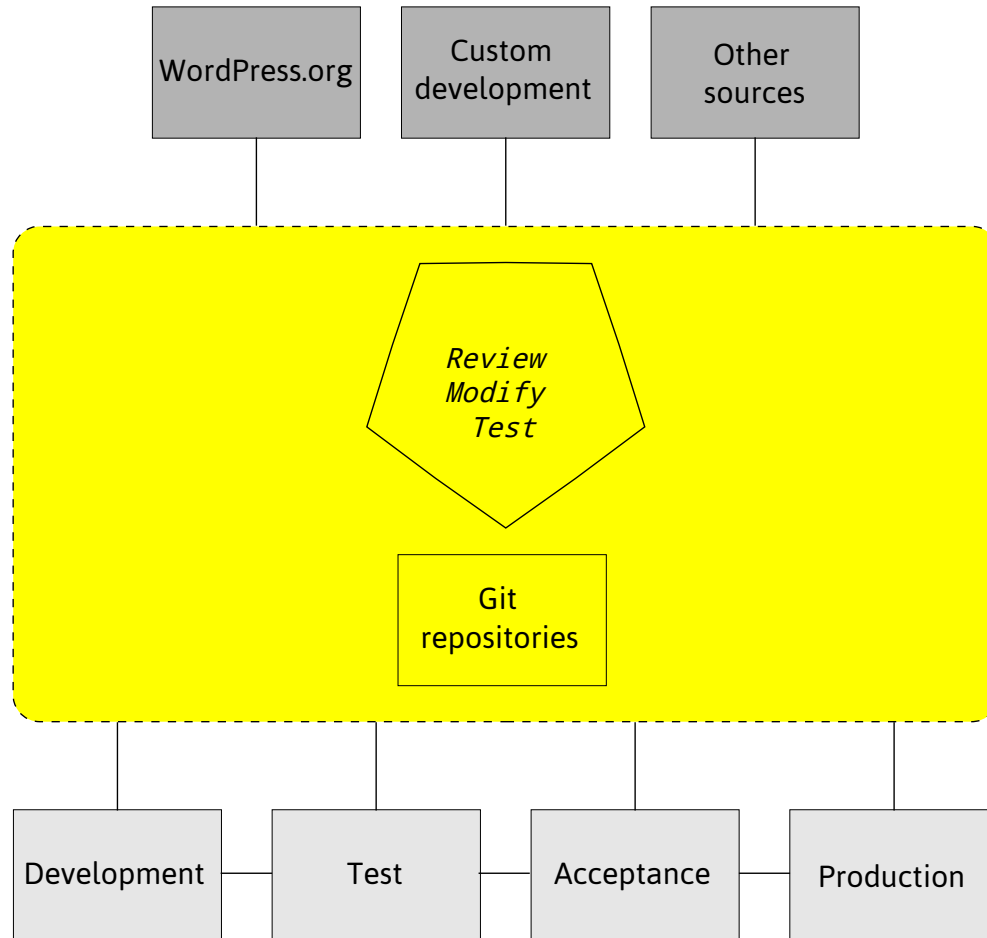 WordPress.org
Custom
development
Other
sources
Review
Modify
Test
Git
repositories
Development
Test
Acceptance
Production